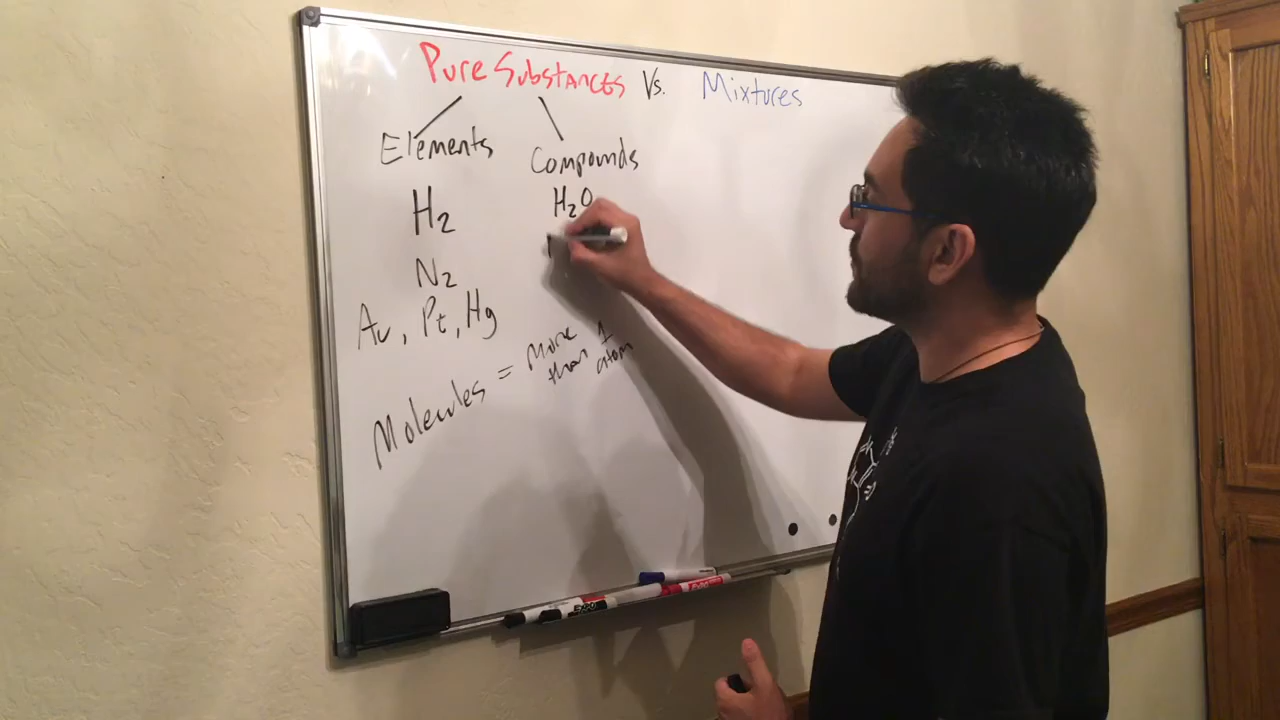 Pure Substances Vs. Mixtures
Elements
Compounds
H₂
H₂O
N₂
Au, Pt, Hg
Molecules = More than 1 atom
EXPO